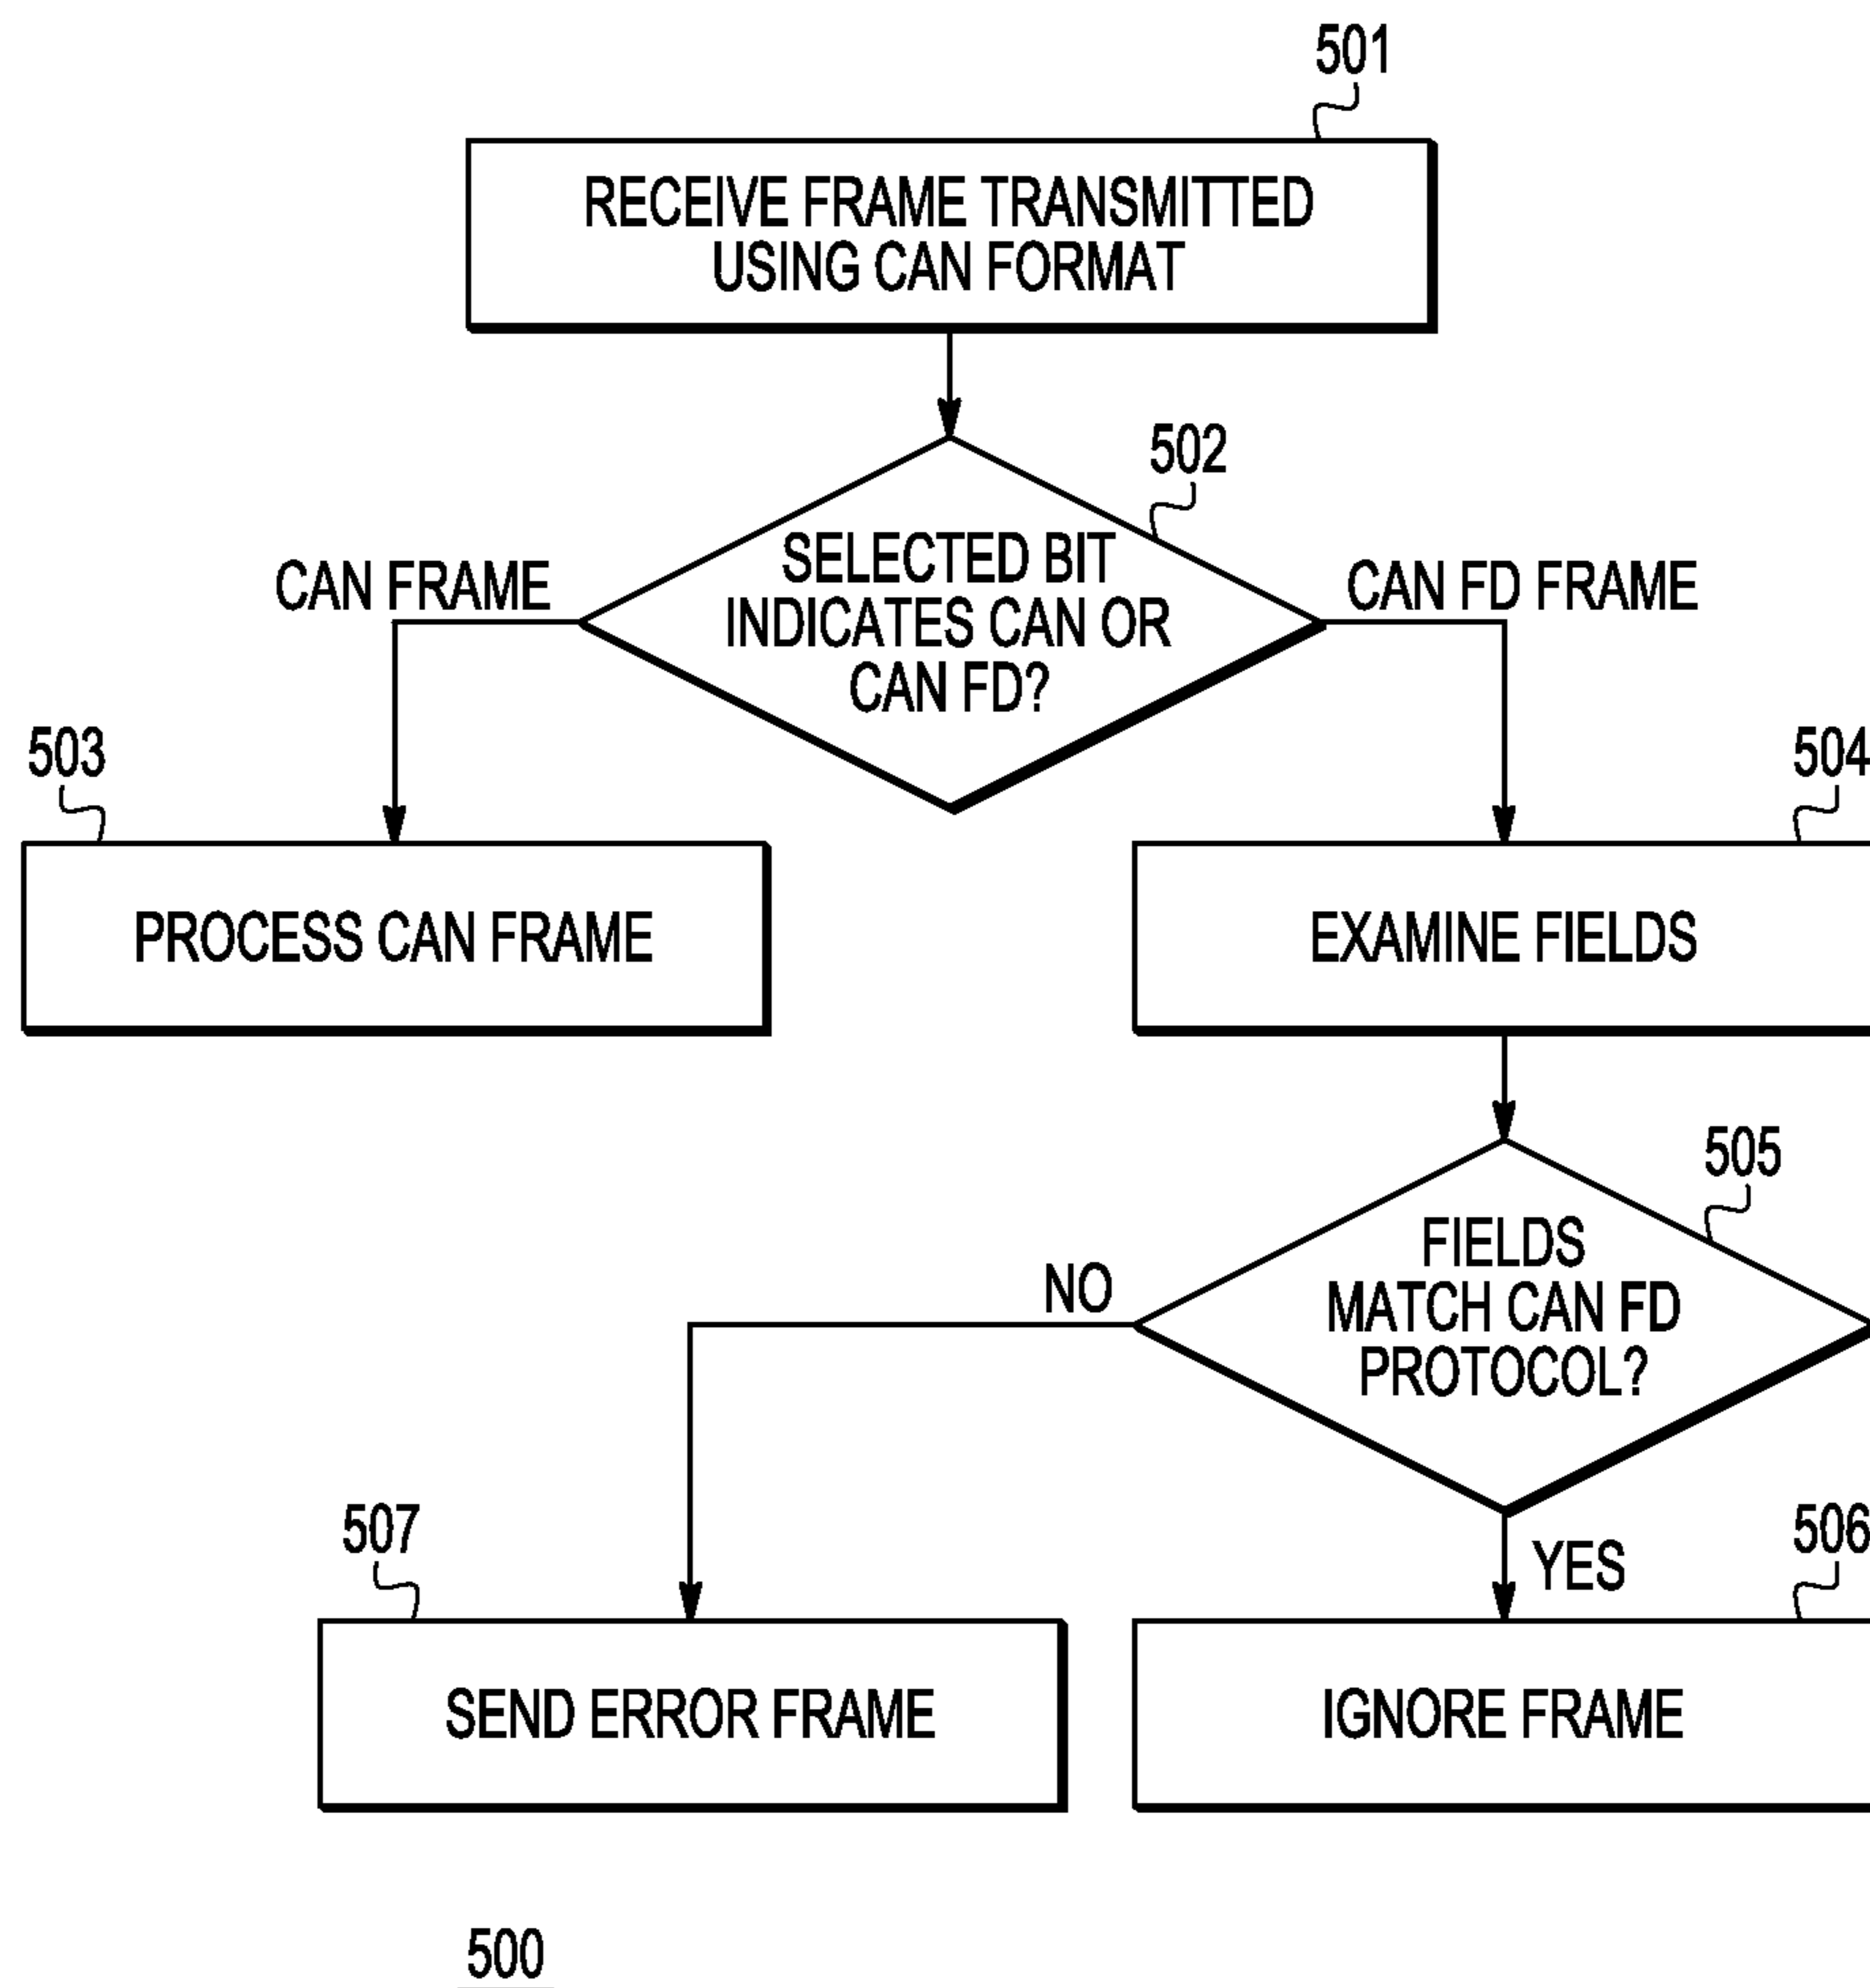 501
RECEIVE FRAME TRANSMITTED
USING CAN FORMAT
502
SELECTED BIT
INDICATES CAN OR
CAN FD?
CAN FRAME
CAN FD FRAME
503
PROCESS CAN FRAME
504
EXAMINE FIELDS
505
FIELDS
MATCH CAN FD
PROTOCOL?
NO
YES
507
SEND ERROR FRAME
506
IGNORE FRAME
500